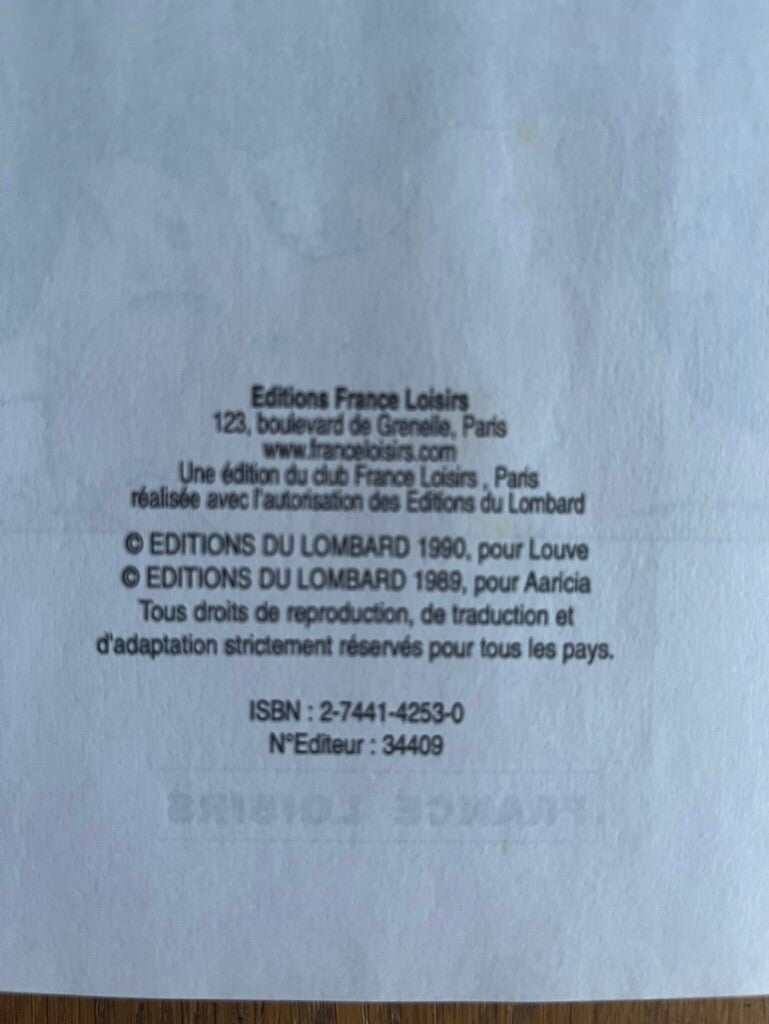 Editions France Loisirs
123, boulevard de Grenelle, Paris
www.franceloisirs.com
Une édition du club France Loisirs , Paris
réalisée avec l'autorisation des Editions du Lombard
© EDITIONS DU LOMBARD 1990, pour Louve
© EDITIONS DU LOMBARD 1989, pour Aaricia
Tous droits de reproduction, de traduction et
d'adaptation strictement réservés pour tous les pays.
ISBN : 2-7441-4253-0
N°Editeur : 34409
FRANCE LOISIRS